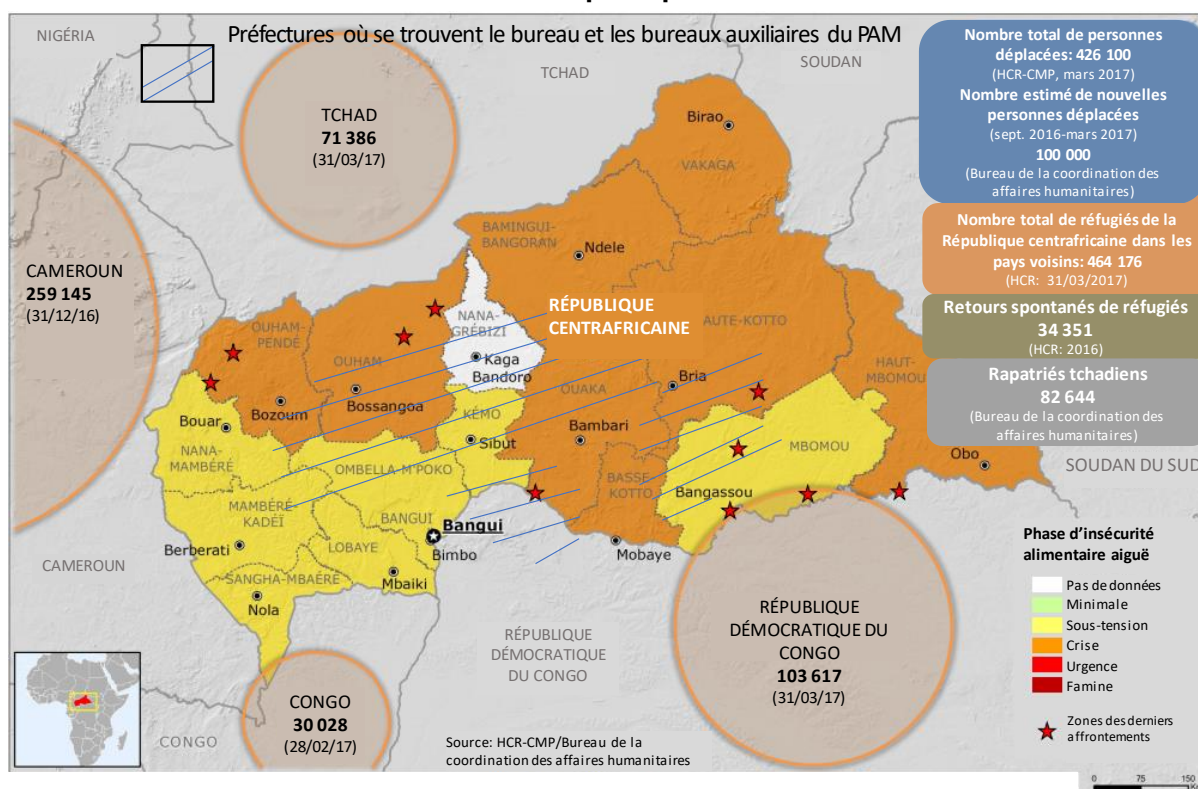 Préfectures où se trouvent le bureau et les bureaux auxiliaires du PAM
NIGÉRIA
TCHAD
SOUDAN
Nombre total de personnes
déplacées: 426 100
(HCR-CMP, mars 2017)
Nombre estimé de nouvelles
personnes déplacées
(sept. 2016-mars 2017)
100 000
(Bureau de la coordination des
affaires humanitaires)
Nombre total de réfugiés de la
République centrafricaine dans les
pays voisins: 464 176
(HCR: 31/03/2017)
Retours spontanés de réfugiés
34 351
(HCR: 2016)
Rapatriés tchadiens
82 644
(Bureau de la coordination des
affaires humanitaires)
TCHAD
71 386
(31/03/17)
CAMEROUN
259 145
(31/12/16)
Birao
VAKAGA
BAMINGUI-
BANGORAN
Ndele
RÉPUBLIQUE
CENTRAFRICAINE
NANA-
GRÉBIZI
Kaga
Bandoro
AUTE-KOTTO
OUHAM-
PENDÉ
OUHAM
Bozoum
Bossangoa
OUAKA
Bria
HAUT-
MBOMOU
Bouar
KÉMO
Sibut
Bambari
MBOMOU
Obo
SOUDAN DU SUD
NANA-
MAMBÉRÉ
OMBELLA-M'POKO
BASSE-
KOTTO
Bangassou
MAMBÉRÉ
KADÉÏ
BANGUI
Bangui
Bimbo
Mobaye
Berberati
LOBAYE
Mbaiki
SANGHA-MBAÉRÉ
Nola
CAMEROUN
RÉPUBLIQUE
DÉMOCRATIQUE
DU CONGO
RÉPUBLIQUE
DÉMOCRATIQUE DU
CONGO
103 617
(31/03/17)
CONGO
30 028
(28/02/17)
CONGO
Source: HCR-CMP/Bureau de la
coordination des affaires humanitaires
Phase d'insécurité
alimentaire aiguë
Pas de données
Minimale
Sous-tension
Crise
Urgence
Famine
Zones des derniers
affrontements
0 75 150